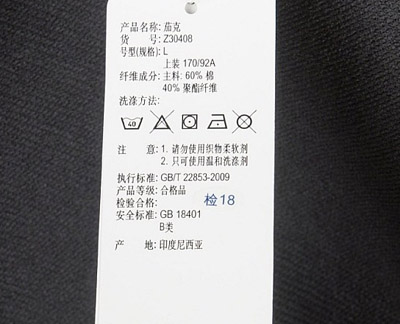 产品名称: 茄克
货 号: Z30408
号型(规格): L
上装 170/92A
纤维成分: 主料: 60% 棉
40% 聚酯纤维
洗涤方法:
40
注 意: 1. 请勿使用织物柔软剂
2. 只可使用温和洗涤剂
执行标准: GB/T 22853-2009
产品等级: 合格品
检验合格: 检18
安全标准: GB 18401
B类
产 地: 印度尼西亚